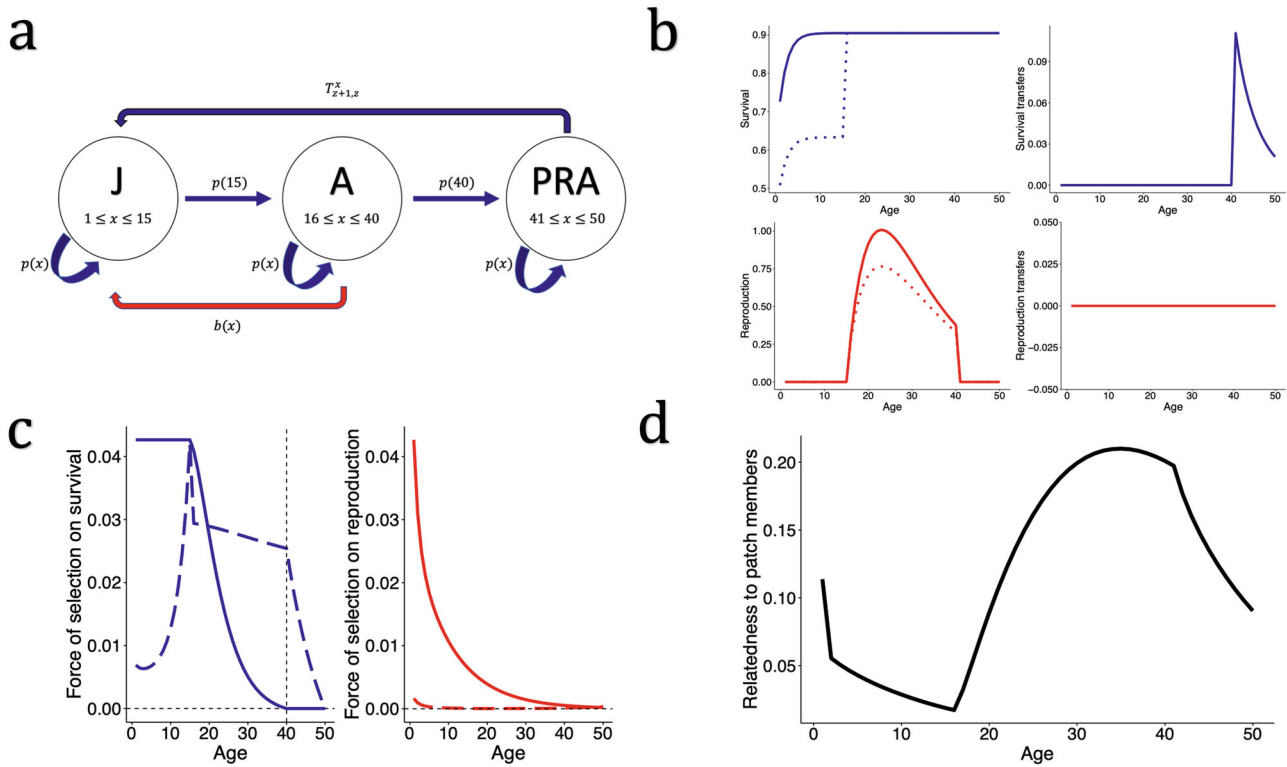 a
T^x_{z+1,z}
J
1 ≤ x ≤ 15
p(15)
A
16 ≤ x ≤ 40
p(40)
PRA
41 ≤ x ≤ 50
p(x)
p(x)
p(x)
b(x)
b
Survival
0.9
0.8
0.7
0.6
0.5
0 10 20 30 40 50
Age
Survival transfers
0.09
0.06
0.03
0.00
0 10 20 30 40 50
Age
Reproduction
1.00
0.75
0.50
0.25
0.00
0 10 20 30 40 50
Age
Reproduction transfers
0.050
0.025
0.000
−0.025
−0.050
0 10 20 30 40 50
Age
c
Force of selection on survival
0.04
0.03
0.02
0.01
0.00
0 10 20 30 40 50
Age
Force of selection on reproduction
0.04
0.03
0.02
0.01
0.00
0 10 20 30 40 50
Age
d
Relatedness to patch members
0.20
0.15
0.10
0.05
0 10 20 30 40 50
Age